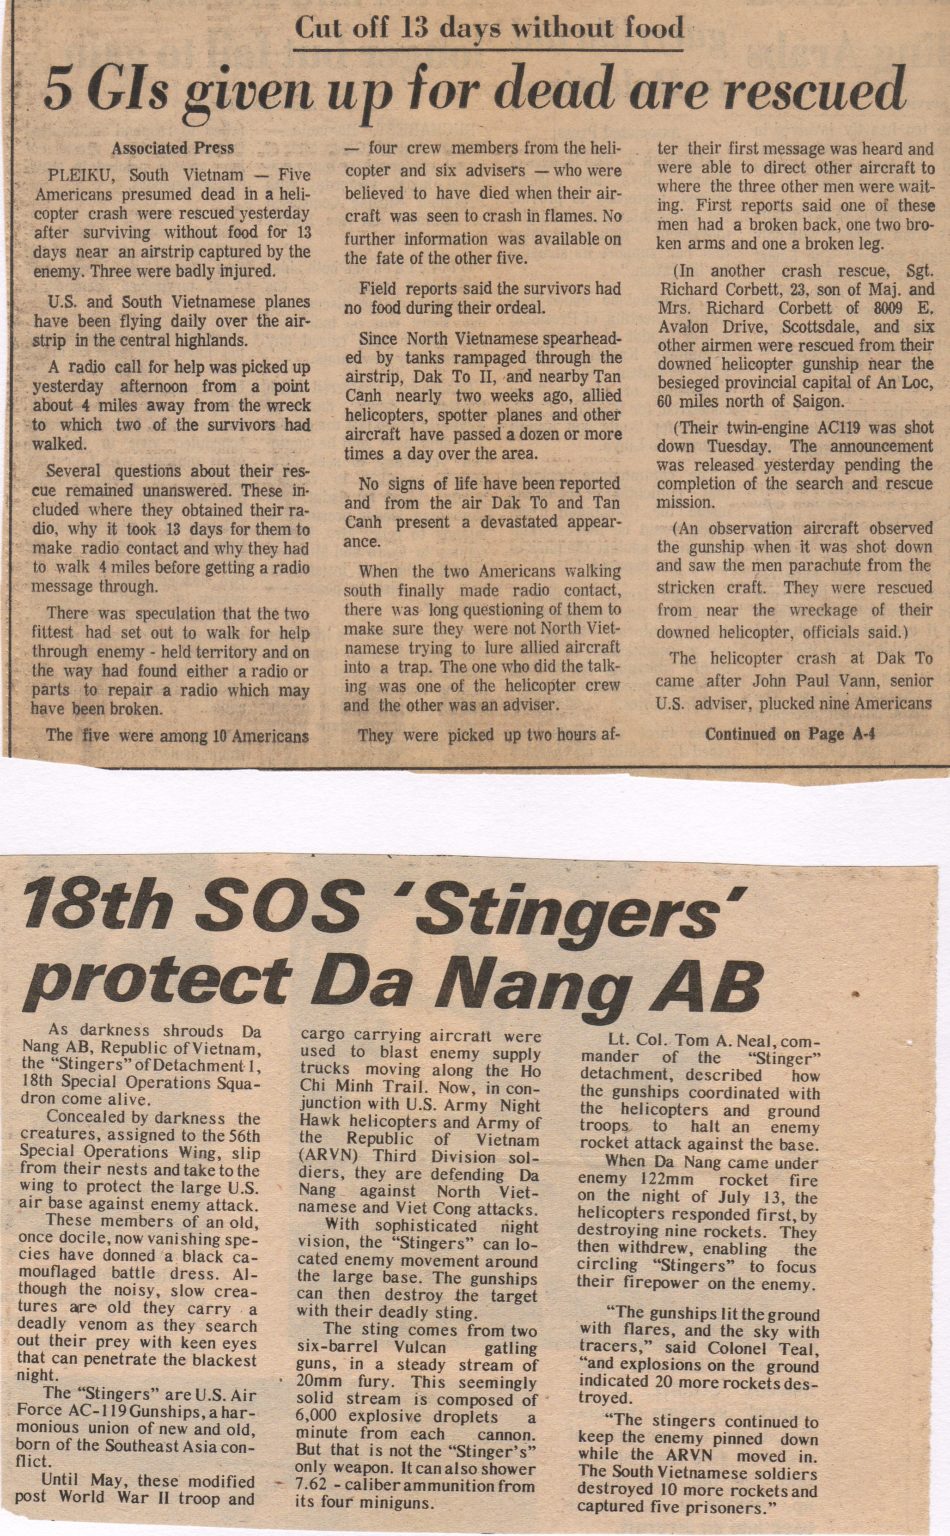 Cut off 13 days without food
5 GIs given up for dead are rescued
Associated Press
PLEIKU, South Vietnam — Five
Americans presumed dead in a heli-
copter crash were rescued yesterday
after surviving without food for 13
days near an airstrip captured by the
enemy. Three were badly injured.
U.S. and South Vietnamese planes
have been flying daily over the air-
strip in the central highlands.
A radio call for help was picked up
yesterday afternoon from a point
about 4 miles away from the wreck
to which two of the survivors had
walked.
Several questions about their res-
cue remained unanswered. These in-
cluded where they obtained their ra-
dio, why it took 13 days for them to
make radio contact and why they had
to walk 4 miles before getting a radio
message through.
There was speculation that the two
fittest had set out to walk for help
through enemy - held territory and on
the way had found either a radio or
parts to repair a radio which may
have been broken.
The five were among 10 Americans
— four crew members from the heli-
copter and six advisers — who were
believed to have died when their air-
craft was seen to crash in flames. No
further information was available on
the fate of the other five.
Field reports said the survivors had
no food during their ordeal.
Since North Vietnamese spearhead-
ed by tanks rampaged through the
airstrip, Dak To II, and nearby Tan
Canh nearly two weeks ago, allied
helicopters, spotter planes and other
aircraft have passed a dozen or more
times a day over the area.
No signs of life have been reported
and from the air Dak To and Tan
Canh present a devastated appear-
ance.
When the two Americans walking
south finally made radio contact,
there was long questioning of them to
make sure they were not North Viet-
namese trying to lure allied aircraft
into a trap. The one who did the talk-
ing was one of the helicopter crew
and the other was an adviser.
They were picked up two hours af-
ter their first message was heard and
were able to direct other aircraft to
where the three other men were wait-
ing. First reports said one of these
men had a broken back, one two bro-
ken arms and one a broken leg.
(In another crash rescue, Sgt.
Richard Corbett, 23, son of Maj. and
Mrs. Richard Corbett of 8009 E.
Avalon Drive, Scottsdale, and six
other airmen were rescued from their
downed helicopter gunship near the
besieged provincial capital of An Loc,
60 miles north of Saigon.
(Their twin-engine AC119 was shot
down Tuesday. The announcement
was released yesterday pending the
completion of the search and rescue
mission.
(An observation aircraft observed
the gunship when it was shot down
and saw the men parachute from the
stricken craft. They were rescued
from near the wreckage of their
downed helicopter, officials said.)
The helicopter crash at Dak To
came after John Paul Vann, senior
U.S. adviser, plucked nine Americans
Continued on Page A-4
18th SOS 'Stingers'
protect Da Nang AB
As darkness shrouds Da
Nang AB, Republic of Vietnam,
the "Stingers" of Detachment 1,
18th Special Operations Squa-
dron come alive.
Concealed by darkness the
creatures, assigned to the 56th
Special Operations Wing, slip
from their nests and take to the
wing to protect the large U.S.
air base against enemy attack.
These members of an old,
once docile, now vanishing spe-
cies have donned a black ca-
mouflaged battle dress. Al-
though the noisy, slow crea-
tures are old they carry a
deadly venom as they search
out their prey with keen eyes
that can penetrate the blackest
night.
The "Stingers" are U.S. Air
Force AC-119 Gunships, a har-
monious union of new and old,
born of the Southeast Asia con-
flict.
Until May, these modified
post World War II troop and
cargo carrying aircraft were
used to blast enemy supply
trucks moving along the Ho
Chi Minh Trail. Now, in con-
junction with U.S. Army Night
Hawk helicopters and Army of
the Republic of Vietnam
(ARVN) Third Division sol-
diers, they are defending Da
Nang against North Viet-
namese and Viet Cong attacks.
With sophisticated night
vision, the "Stingers" can lo-
cated enemy movement around
the large base. The gunships
can then destroy the target
with their deadly sting.
The sting comes from two
six-barrel Vulcan gatling
guns, in a steady stream of
20mm fury. This seemingly
solid stream is composed of
6,000 explosive droplets a
minute from each cannon.
But that is not the "Stinger's"
only weapon. It can also shower
7.62 - caliber ammunition from
its four miniguns.
Lt. Col. Tom A. Neal, com-
mander of the "Stinger"
detachment, described how
the gunships coordinated with
the helicopters and ground
troops to halt an enemy
rocket attack against the base.
When Da Nang came under
enemy 122mm rocket fire
on the night of July 13, the
helicopters responded first, by
destroying nine rockets. They
then withdrew, enabling the
circling "Stingers" to focus
their firepower on the enemy.
"The gunships lit the ground
with flares, and the sky with
tracers," said Colonel Teal,
"and explosions on the ground
indicated 20 more rockets des-
troyed.
"The stingers continued to
keep the enemy pinned down
while the ARVN moved in.
The South Vietnamese soldiers
destroyed 10 more rockets and
captured five prisoners."